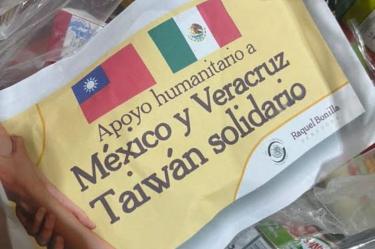 Apoyo humanitario a
México y Veracruz
Taiwán solidario
Raquel Bonilla